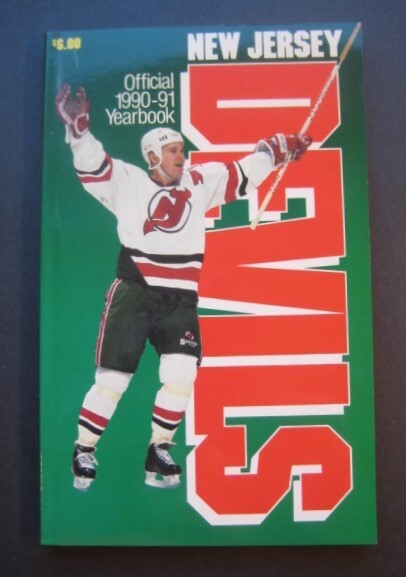 $6.00
NEW JERSEY
DEVILS
Official
1990-91
Yearbook